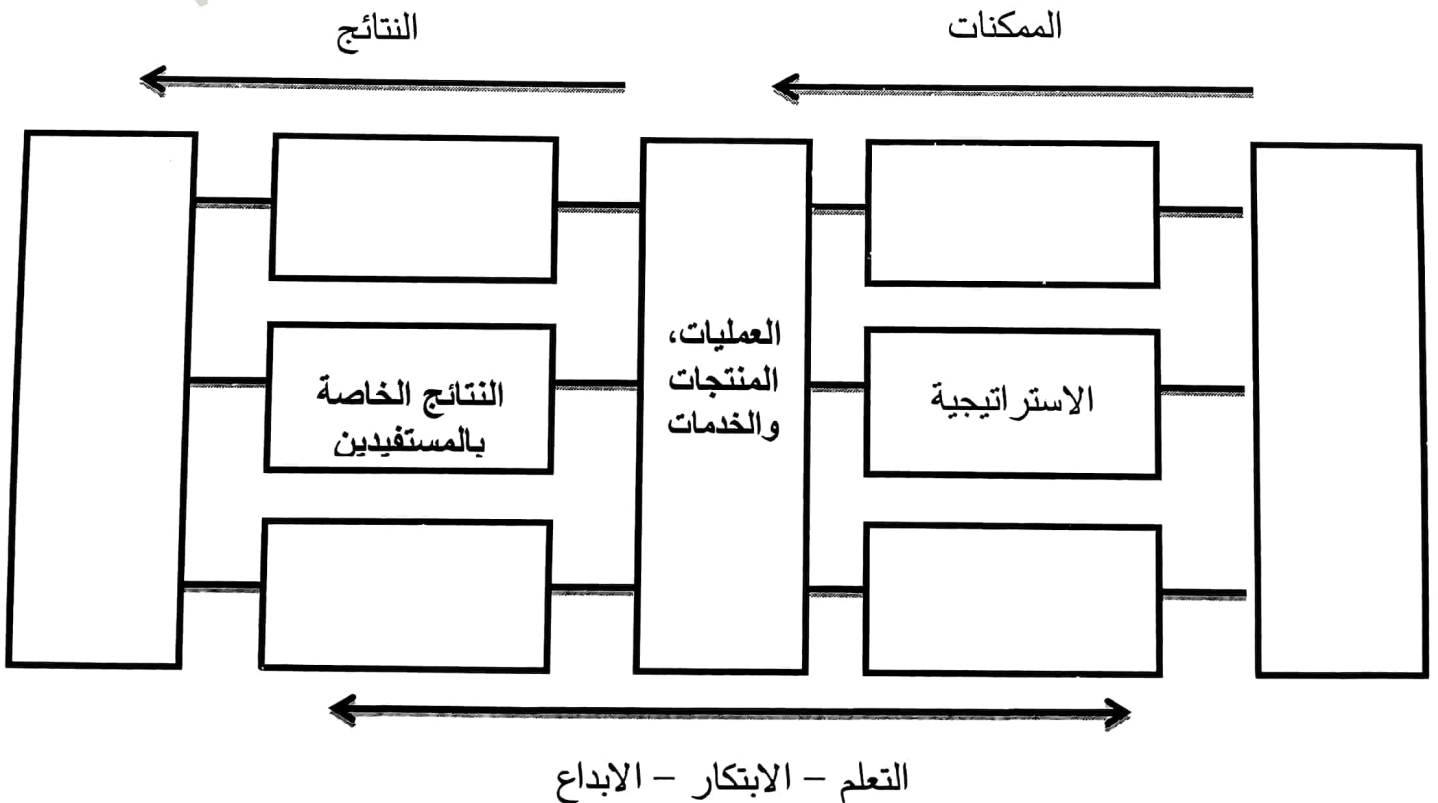 الممكنات
النتائج
العمليات،
المنتجات
والخدمات
الاستراتيجية
النتائج الخاصة
بالمستفيدين
التعلم – الابتكار – الابداع